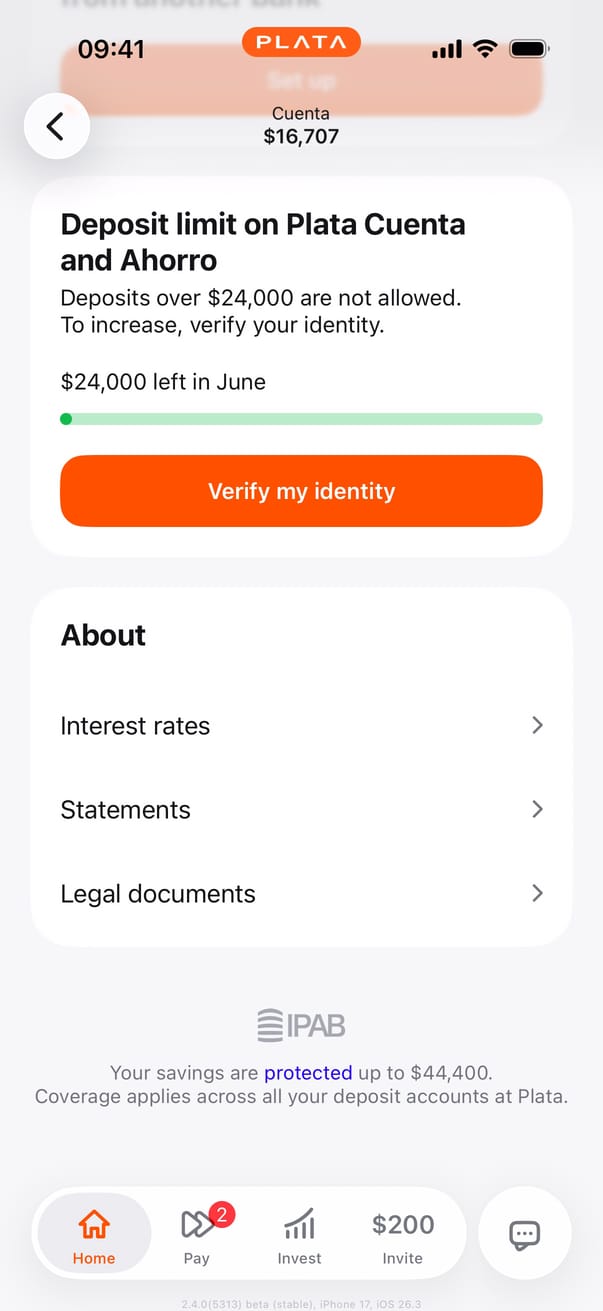 from another bank
09:41
PLATA
Set up
Cuenta
$16,707
Deposit limit on Plata Cuenta
and Ahorro
Deposits over $24,000 are not allowed.
To increase, verify your identity.
$24,000 left in June
Verify my identity
About
Interest rates
Statements
Legal documents
IPAB
Your savings are protected up to $44,400.
Coverage applies across all your deposit accounts at Plata.
2
$200
Home
Pay
Invest
Invite
2.4.0(5313) beta (stable), iPhone 17, iOS 26.3